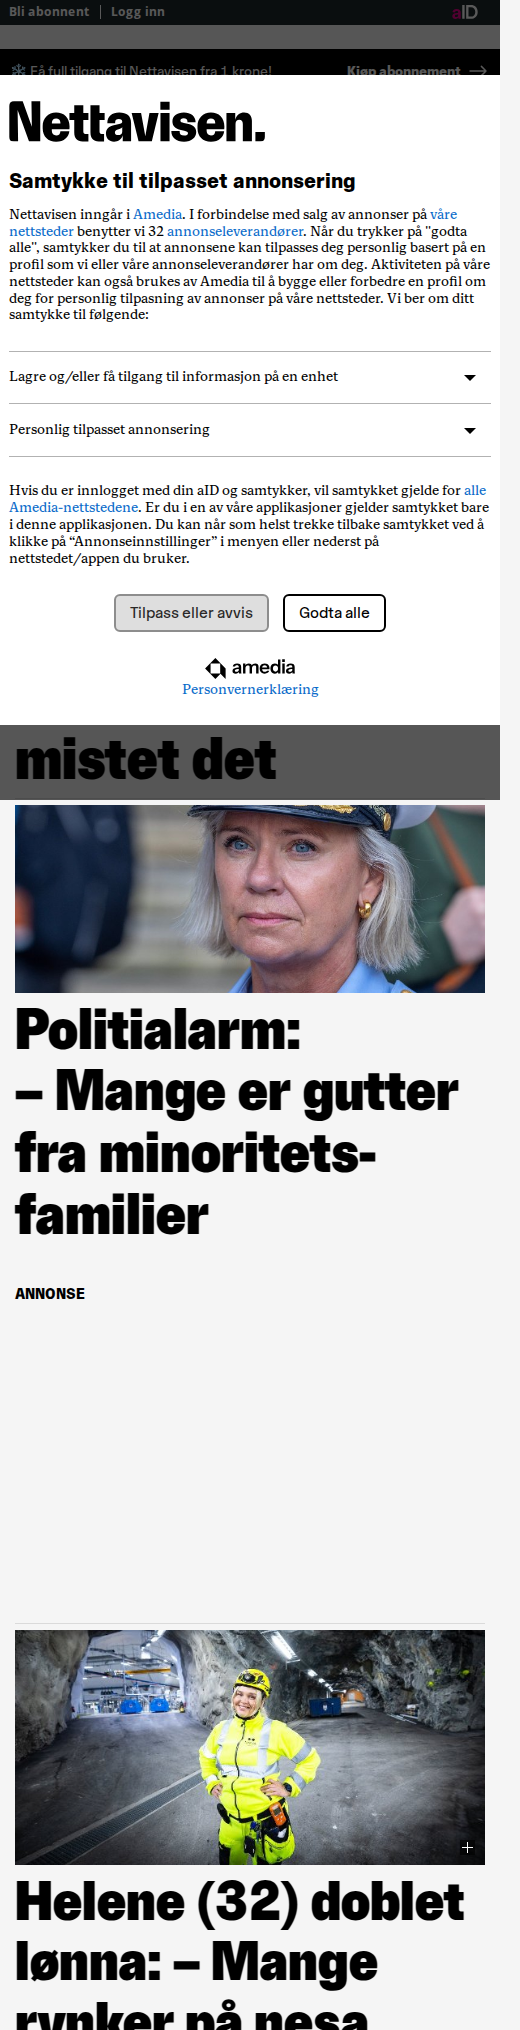 Bli abonnent | Logg inn
aID
Få full tilgang til Nettavisen fra 1 krone!
Kjøp abonnement
Nettavisen.
Samtykke til tilpasset annonsering
Nettavisen inngår i Amedia. I forbindelse med salg av annonser på våre
nettsteder benytter vi 32 annonseleverandører. Når du trykker på "godta
alle", samtykker du til at annonsene kan tilpasses deg personlig basert på en
profil som vi eller våre annonseleverandører har om deg. Aktiviteten på våre
nettsteder kan også brukes av Amedia til å bygge eller forbedre en profil om
deg for personlig tilpasning av annonser på våre nettsteder. Vi ber om ditt
samtykke til følgende:
Lagre og/eller få tilgang til informasjon på en enhet
Personlig tilpasset annonsering
Hvis du er innlogget med din aID og samtykker, vil samtykket gjelde for alle
Amedia-nettstedene. Er du i en av våre applikasjoner gjelder samtykket bare
i denne applikasjonen. Du kan når som helst trekke tilbake samtykket ved å
klikke på “Annonseinnstillinger” i menyen eller nederst på
nettstedet/appen du bruker.
Tilpass eller avvis
Godta alle
amedia
Personvernerklæring
mistet det
Politialarm:
– Mange er gutter
fra minoritets-
familier
ANNONSE
Helene (32) doblet
lønna: – Mange
rynker på nesa